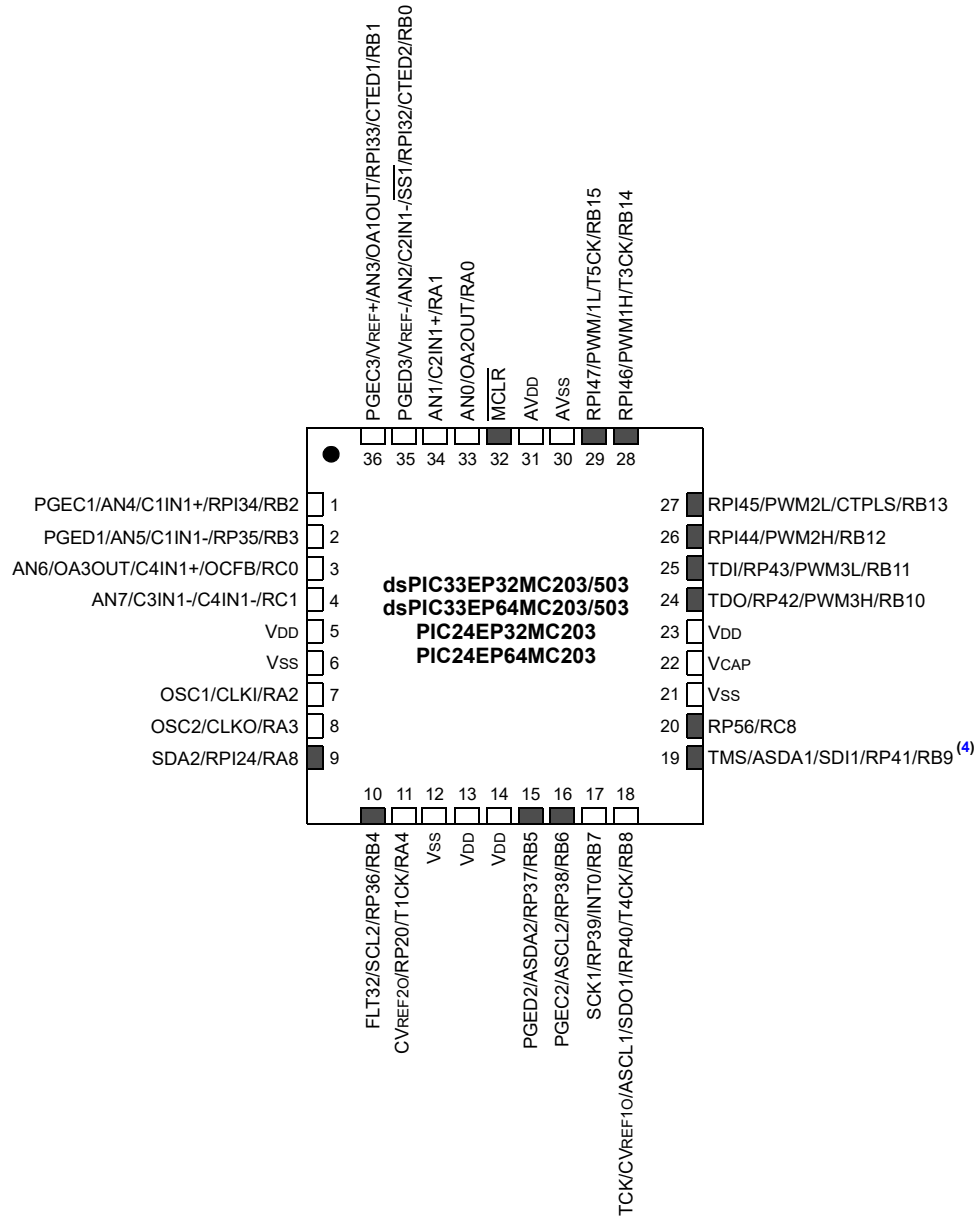 PGEC3/VREF+/AN3/OA1OUT/RPI33/CTED1/RB1
PGED3/VREF-/AN2/C2IN1-/SS1/RPI32/CTED2/RB0
AN1/C2IN1+/RA1
AN0/OA2OUT/RA0
MCLR
AVDD
AVSS
RPI47/PWM/1L/T5CK/RB15
RPI46/PWM1H/T3CK/RB14
36 35 34 33 32 31 30 29 28
PGEC1/AN4/C1IN1+/RPI34/RB2 1
PGED1/AN5/C1IN1-/RP35/RB3 2
AN6/OA3OUT/C4IN1+/OCFB/RC0 3
AN7/C3IN1-/C4IN1-/RC1 4
VDD 5
VSS 6
OSC1/CLKI/RA2 7
OSC2/CLKO/RA3 8
SDA2/RPI24/RA8 9
dsPIC33EP32MC203/503
dsPIC33EP64MC203/503
PIC24EP32MC203
PIC24EP64MC203
27 RPI45/PWM2L/CTPLS/RB13
26 RPI44/PWM2H/RB12
25 TDI/RP43/PWM3L/RB11
24 TDO/RP42/PWM3H/RB10
23 VDD
22 VCAP
21 VSS
20 RP56/RC8
19 TMS/ASDA1/SDI1/RP41/RB9 (4)
10 11 12 13 14 15 16 17 18
FLT32/SCL2/RP36/RB4
CVREF2O/RP20/T1CK/RA4
VSS
VDD
VDD
PGED2/ASDA2/RP37/RB5
PGEC2/ASCL2/RP38/RB6
SCK1/RP39/INT0/RB7
TCK/CVREF1O/ASCL1/SDO1/RP40/T4CK/RB8